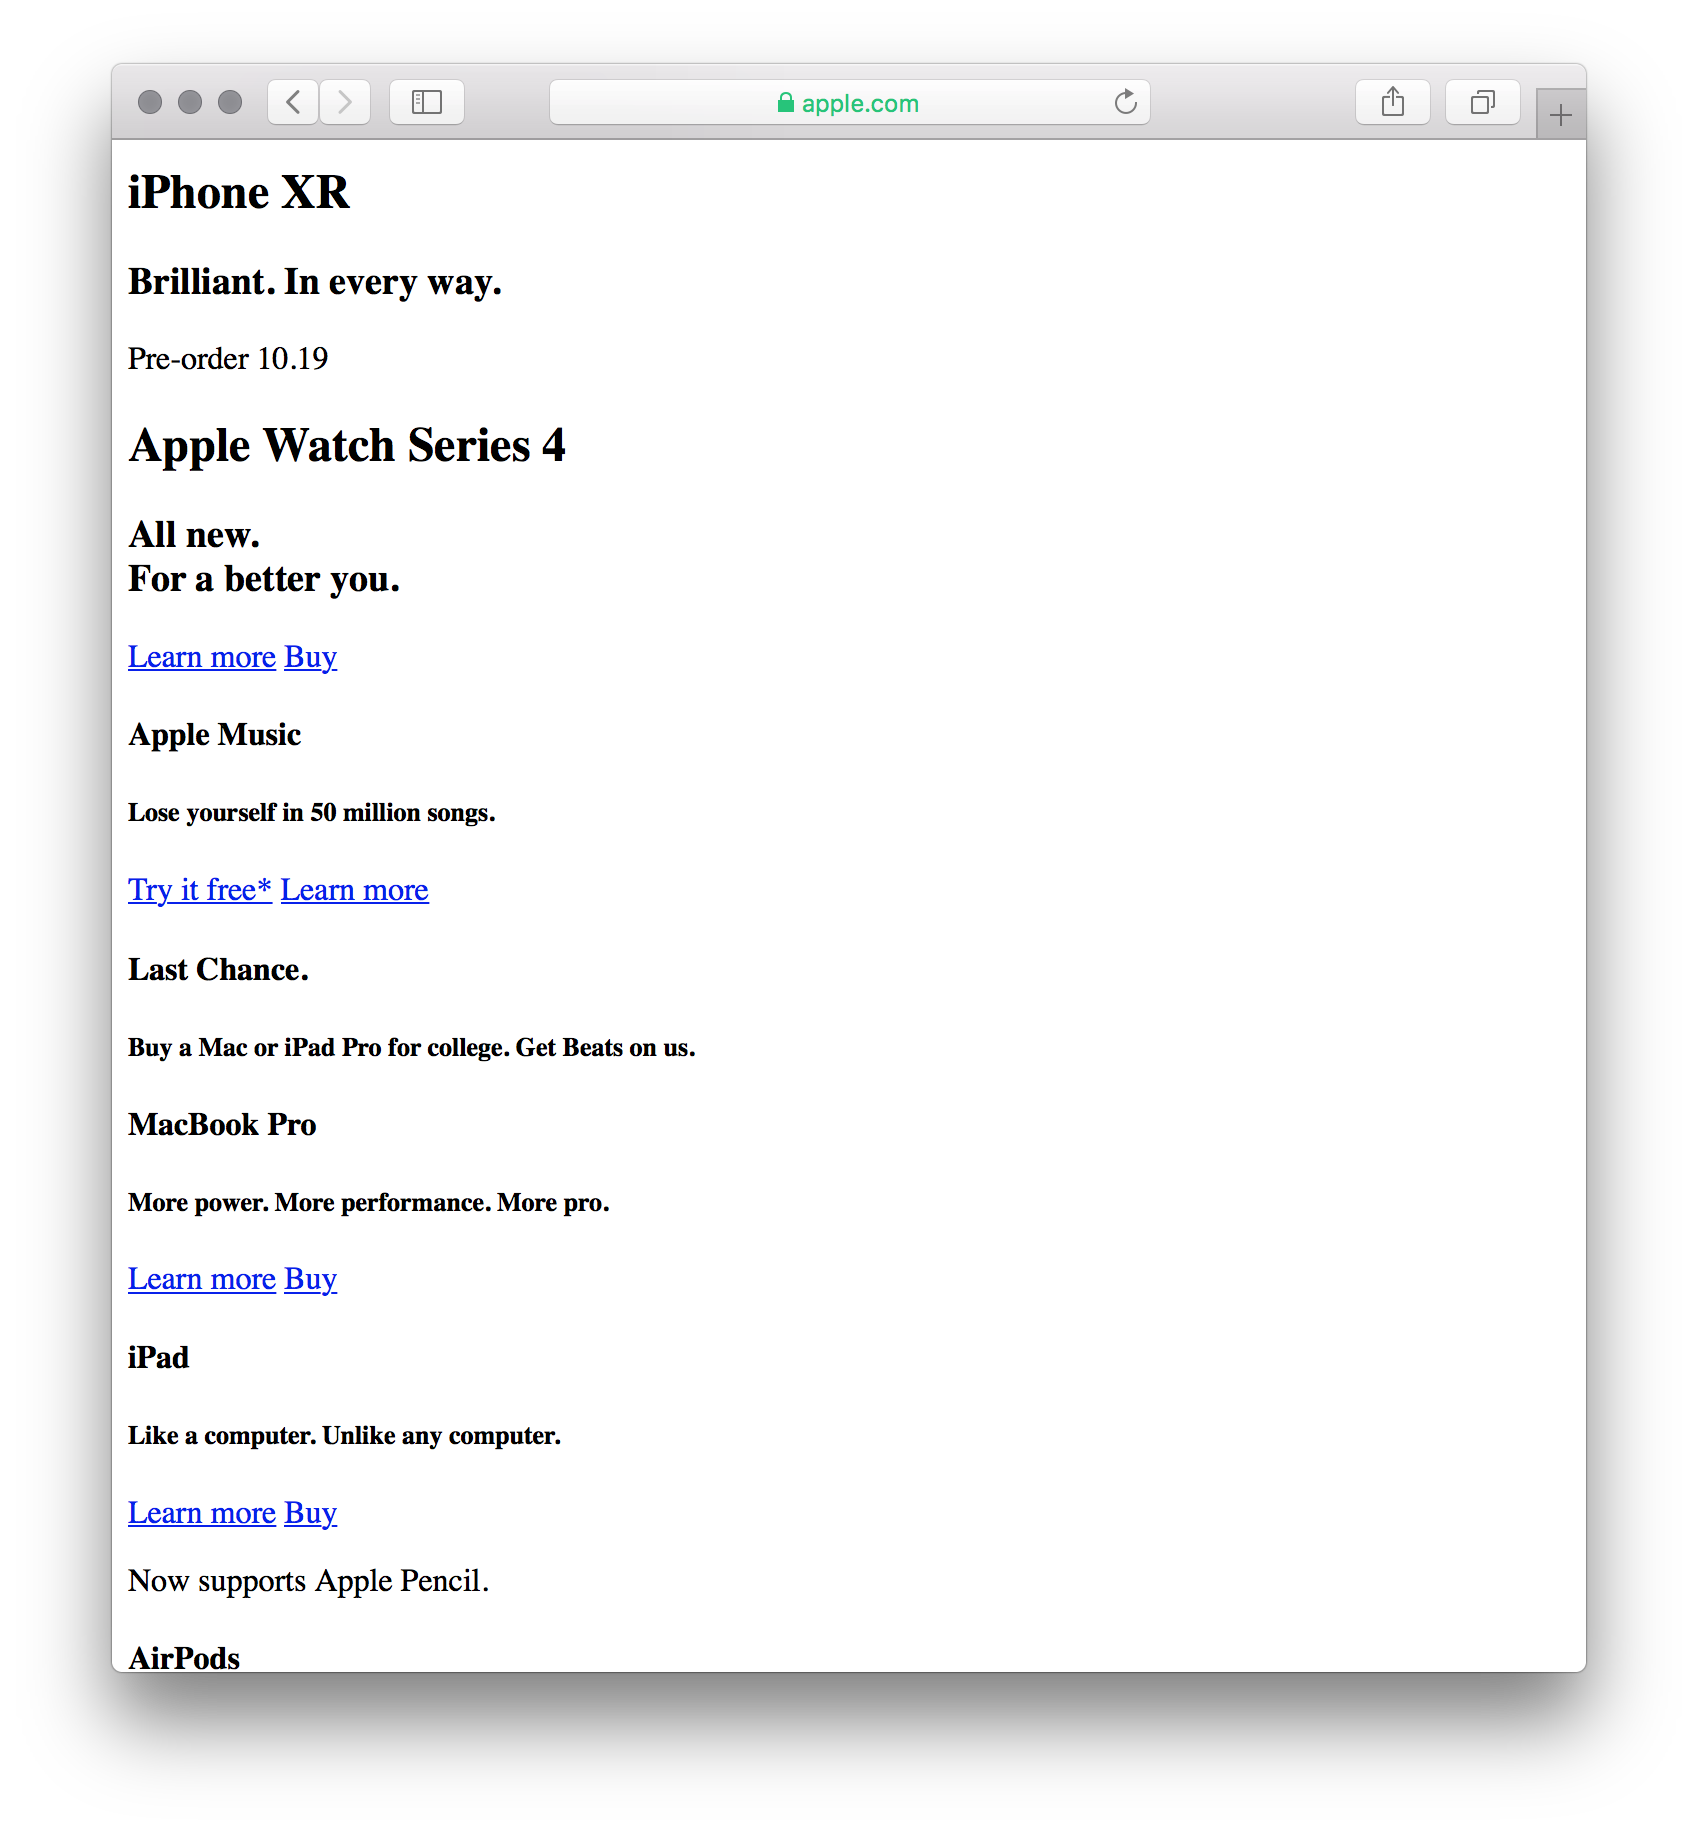 apple.com
iPhone XR
Brilliant. In every way.
Pre-order 10.19
Apple Watch Series 4
All new.
For a better you.
Learn more Buy
Apple Music
Lose yourself in 50 million songs.
Try it free* Learn more
Last Chance.
Buy a Mac or iPad Pro for college. Get Beats on us.
MacBook Pro
More power. More performance. More pro.
Learn more Buy
iPad
Like a computer. Unlike any computer.
Learn more Buy
Now supports Apple Pencil.
AirPods